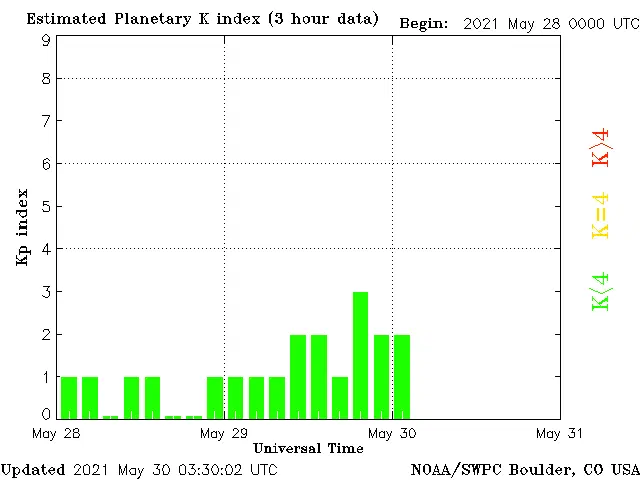 Estimated Planetary K index (3 hour data) Begin: 2021 May 28 0000 UTC
9
8
7
6
5
4
3
2
1
0
Kp index
May 28 May 29 May 30 May 31
Universal Time
K<4 K=4 K>4
Updated 2021 May 30 03:30:02 UTC NOAA/SWPC Boulder, CO USA